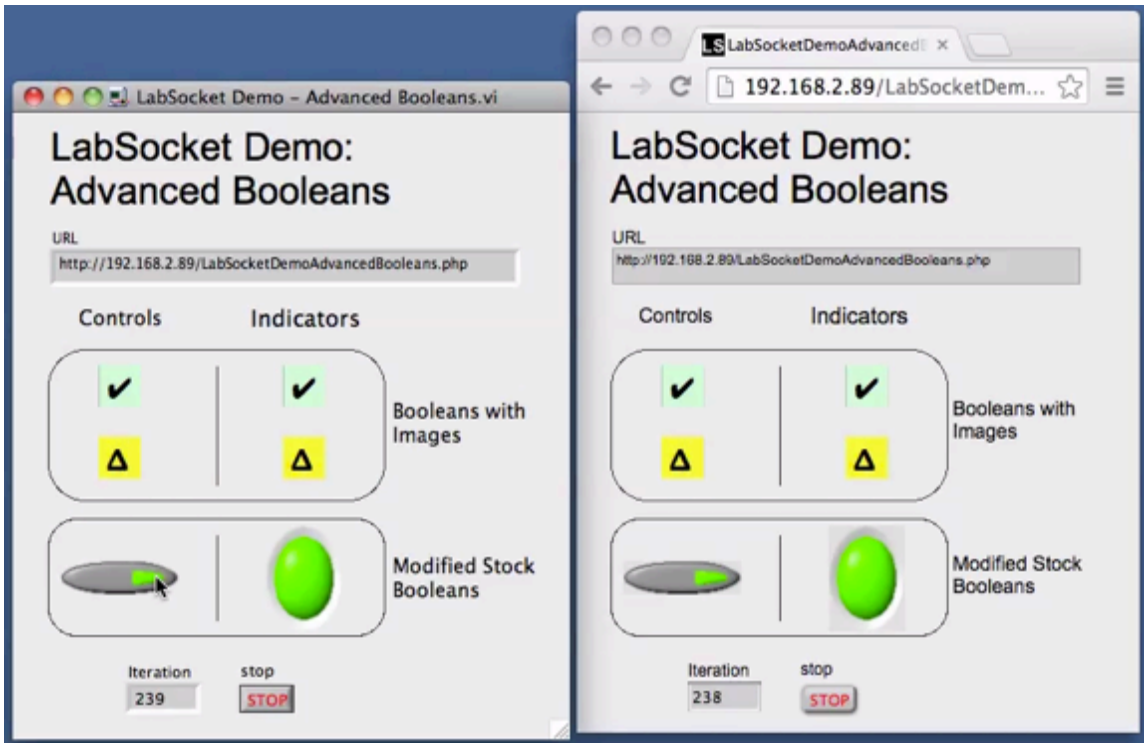 LabSocket Demo - Advanced Booleans.vi
LabSocket Demo:
Advanced Booleans
URL
http://192.168.2.89/LabSocketDemoAdvancedBooleans.php
Controls Indicators
✔ ✔
Booleans with
Images
Δ Δ
Modified Stock
Booleans
Iteration stop
239 STOP
LS LabSocketDemoAdvanced
192.168.2.89/LabSocketDem...
LabSocket Demo:
Advanced Booleans
URL
http://192.168.2.89/LabSocketDemoAdvancedBooleans.php
Controls Indicators
✔ ✔
Booleans with
Images
Δ Δ
Modified Stock
Booleans
Iteration stop
238 STOP